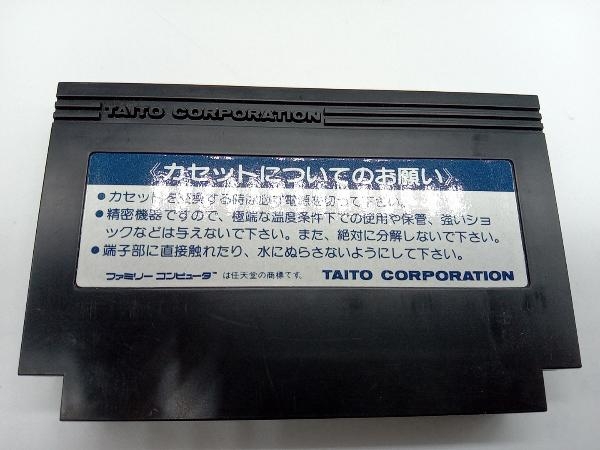 TAITO CORPORATION
《カセットについてのお願い》
●カセットを交換する時は必ず電源を切って下さい。
●精密機器ですので、極端な温度条件下での使用や保管、強いショ
ックなどは与えないで下さい。また、絶対に分解しないで下さい。
●端子部に直接触れたり、水にぬらさないようにして下さい。
ファミリー コンピュータ™は任天堂の商標です。 TAITO CORPORATION